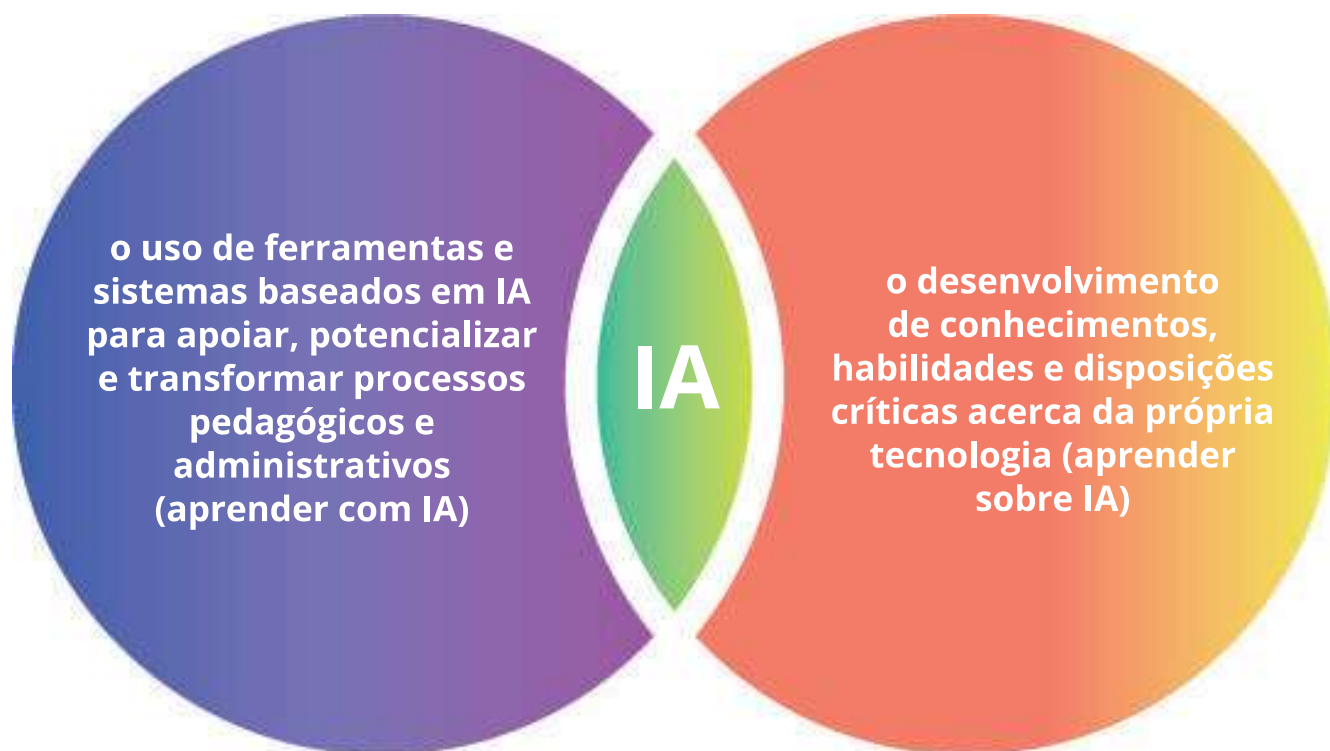 o uso de ferramentas e
sistemas baseados em IA
para apoiar, potencializar
e transformar processos
pedagógicos e
administrativos
(aprender com IA)
IA
o desenvolvimento
de conhecimentos,
habilidades e disposições
críticas acerca da própria
tecnologia (aprender
sobre IA)